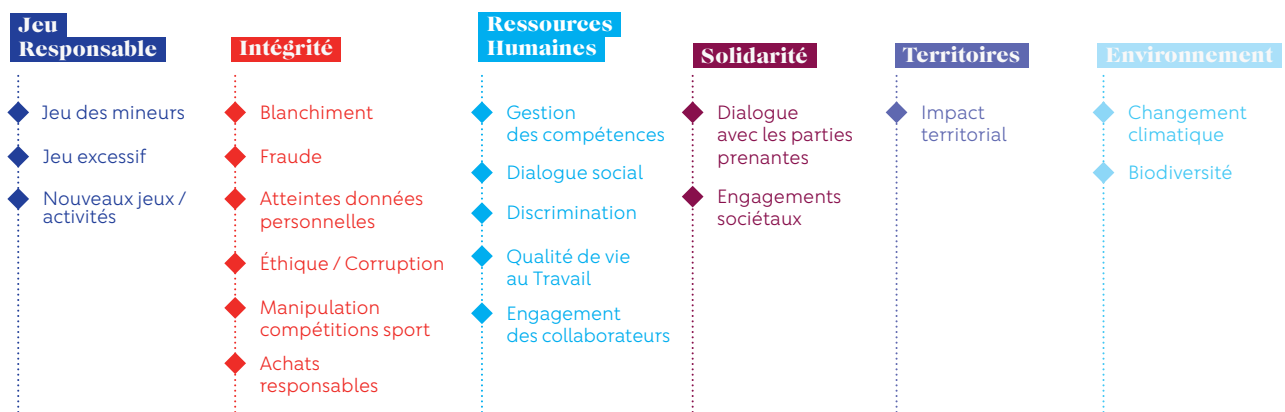 Jeu
Responsable
Jeu des mineurs
Jeu excessif
Nouveaux jeux /
activités
Intégrité
Blanchiment
Fraude
Atteintes données
personnelles
Éthique / Corruption
Manipulation
compétitions sport
Achats
responsables
Ressources
Humaines
Gestion
des compétences
Dialogue social
Discrimination
Qualité de vie
au Travail
Engagement
des collaborateurs
Solidarité
Dialogue
avec les parties
prenantes
Engagements
sociétaux
Territoires
Impact
territorial
Environnement
Changement
climatique
Biodiversité